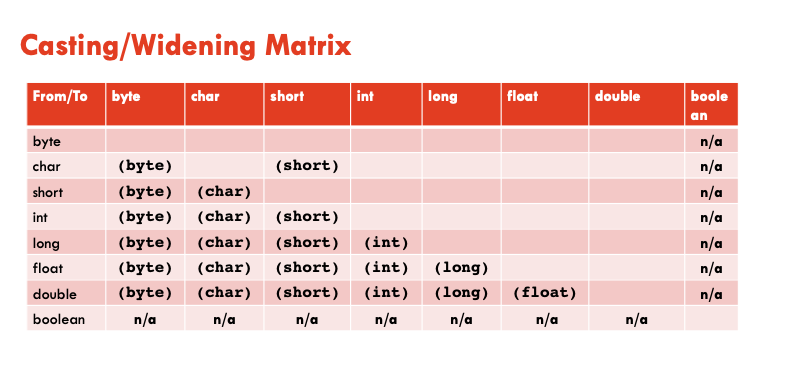 Casting/Widening Matrix
From/To byte char short int long float double boole
an
byte n/a
char (byte) (short) n/a
short (byte) (char) n/a
int (byte) (char) (short) n/a
long (byte) (char) (short) (int) n/a
float (byte) (char) (short) (int) (long) n/a
double (byte) (char) (short) (int) (long) (float) n/a
boolean n/a n/a n/a n/a n/a n/a n/a